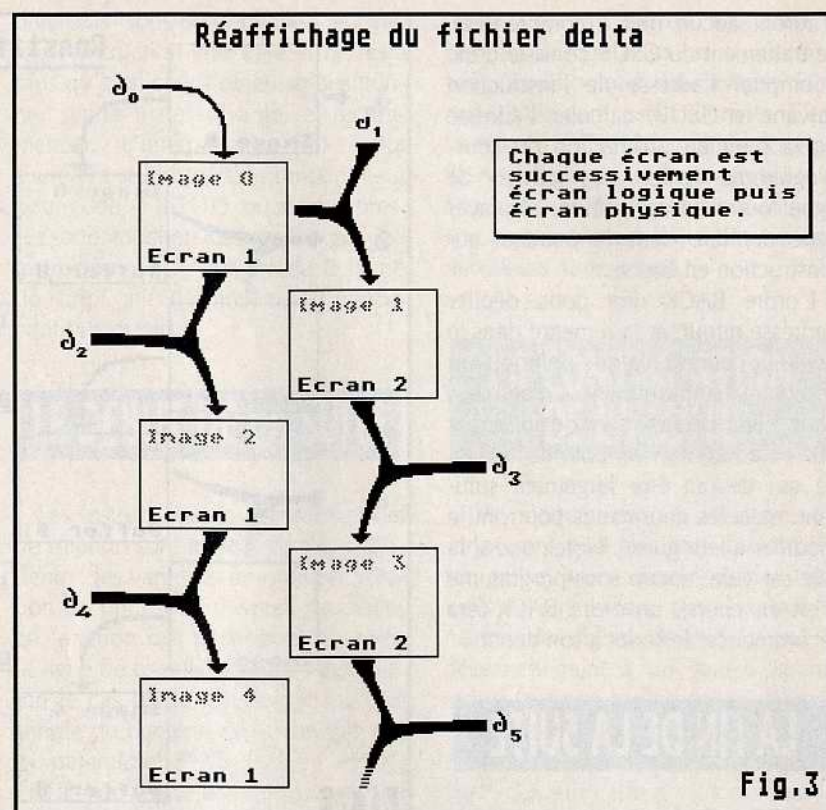 Réaffichage du fichier delta
∂₀
∂₁
Image 0
Ecran 1
Chaque écran est
successivement
écran logique puis
écran physique.
Image 1
Ecran 2
∂₂
Image 2
Ecran 1
∂₃
Image 3
Ecran 2
∂₄
Image 4
Ecran 1
∂₅
Fig.3